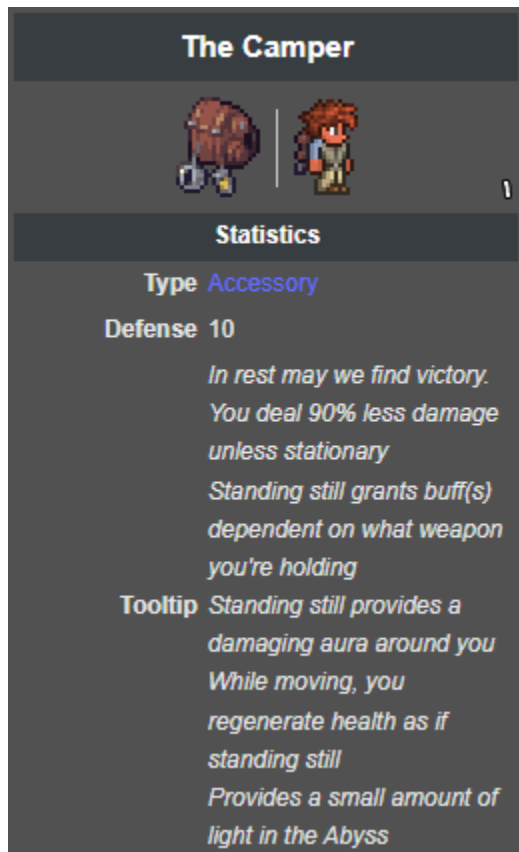 The Camper
Statistics
Type Accessory
Defense 10
In rest may we find victory.
You deal 90% less damage
unless stationary
Standing still grants buff(s)
dependent on what weapon
you're holding
Tooltip Standing still provides a
damaging aura around you
While moving, you
regenerate health as if
standing still
Provides a small amount of
light in the Abyss